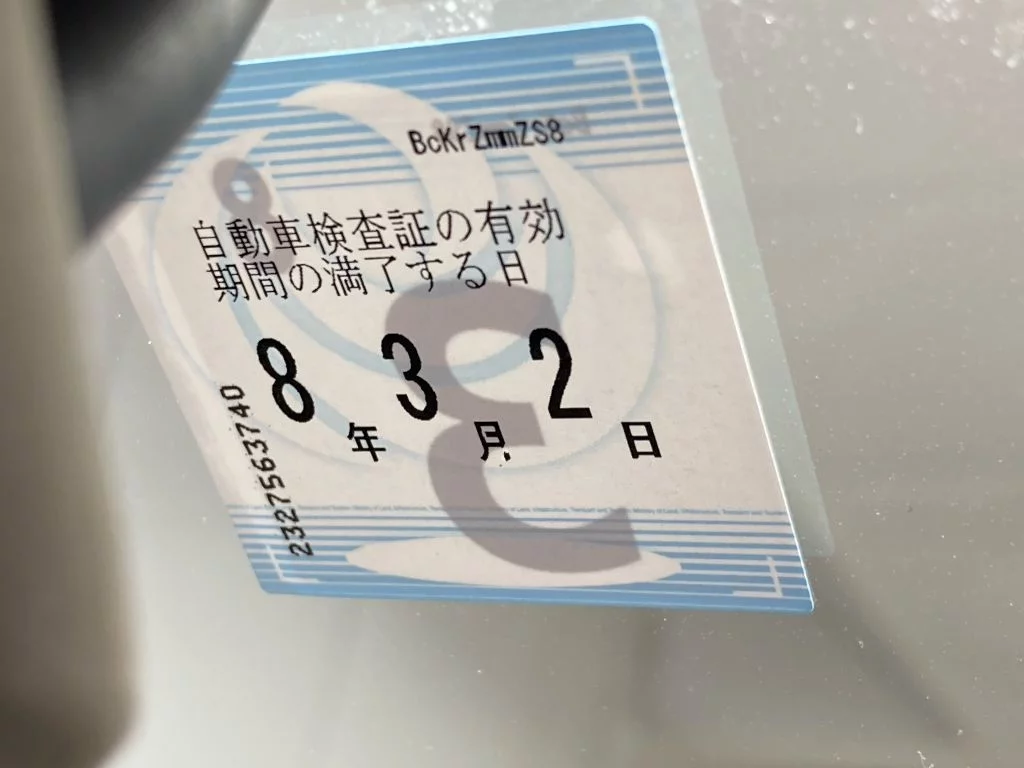 BcKrZmmZS8
自動車検査証の有効
期間の満了する日
8年3月2日
2327563740